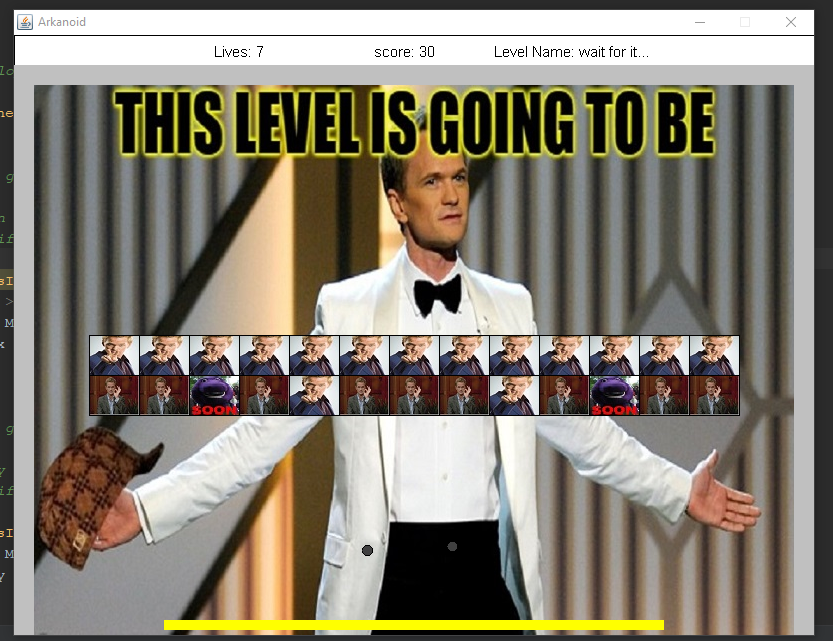 Arkanoid
Lives: 7 score: 30 Level Name: wait for it...
THIS LEVEL IS GOING TO BE
SOON SOON